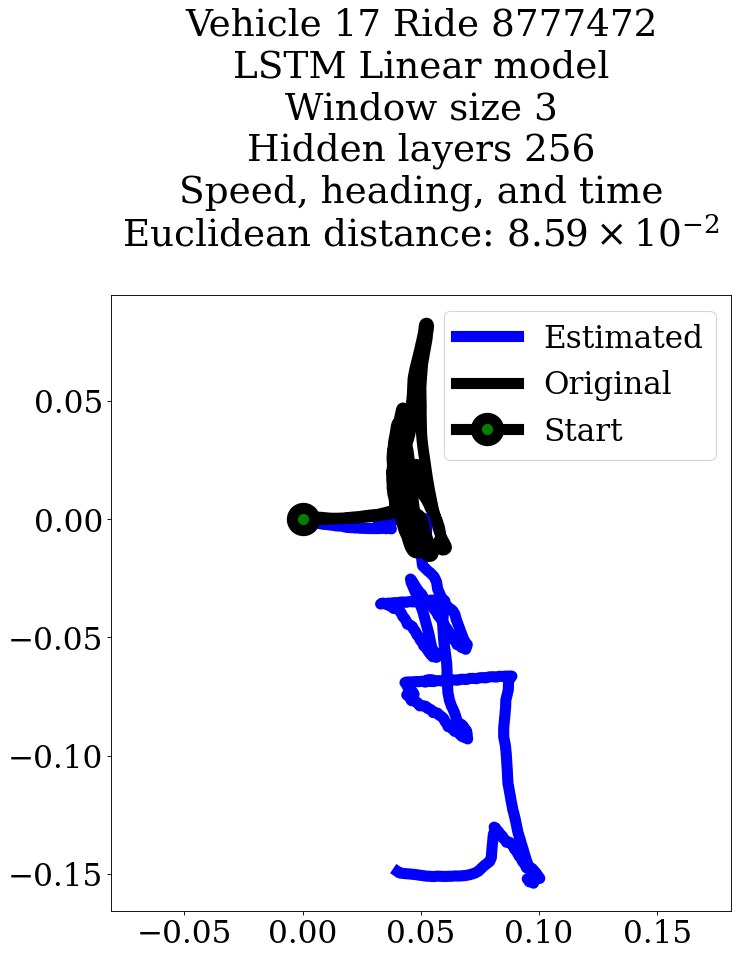 Vehicle 17 Ride 8777472
LSTM Linear model
Window size 3
Hidden layers 256
Speed, heading, and time
Euclidean distance: 8.59 × 10⁻²
Estimated
Original
Start
0.05
0.00
−0.05
−0.10
−0.15
−0.05 0.00 0.05 0.10 0.15